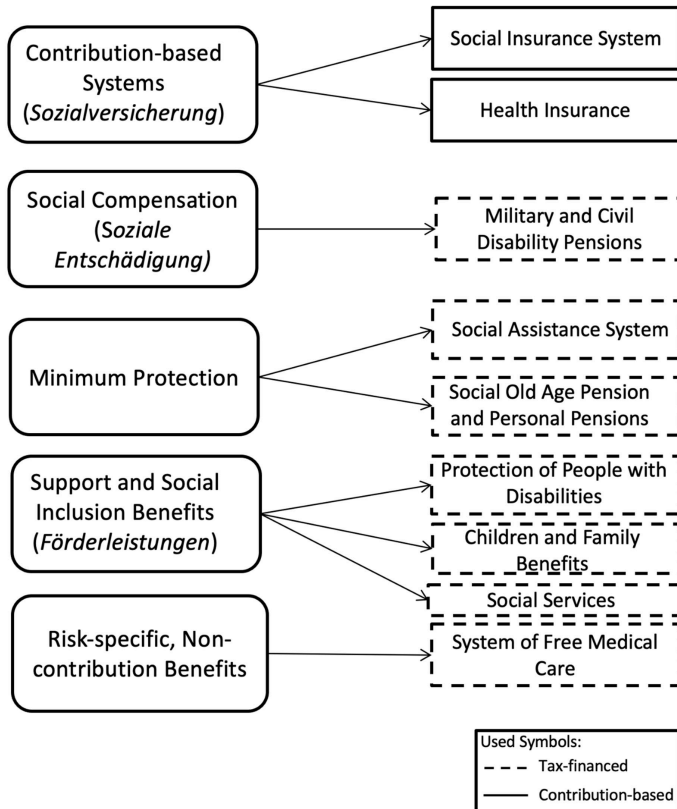 Contribution-based
Systems
(Sozialversicherung)
Social Insurance System
Health Insurance
Social Compensation
(Soziale
Entschädigung)
Military and Civil
Disability Pensions
Minimum Protection
Social Assistance System
Social Old Age Pension
and Personal Pensions
Support and Social
Inclusion Benefits
(Förderleistungen)
Protection of People with
Disabilities
Children and Family
Benefits
Social Services
Risk-specific, Non-
contribution Benefits
System of Free Medical
Care
Used Symbols:
Tax-financed
Contribution-based